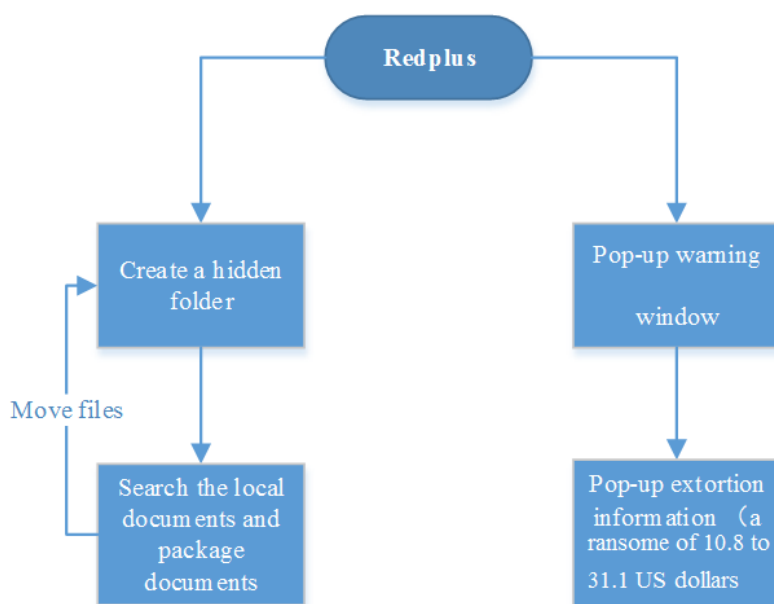 Redplus
Create a hidden
folder
Pop-up warning
window
Move files
Search the local
documents and
package
documents
Pop-up extortion
information （a
ransome of 10.8 to
31.1 US dollars